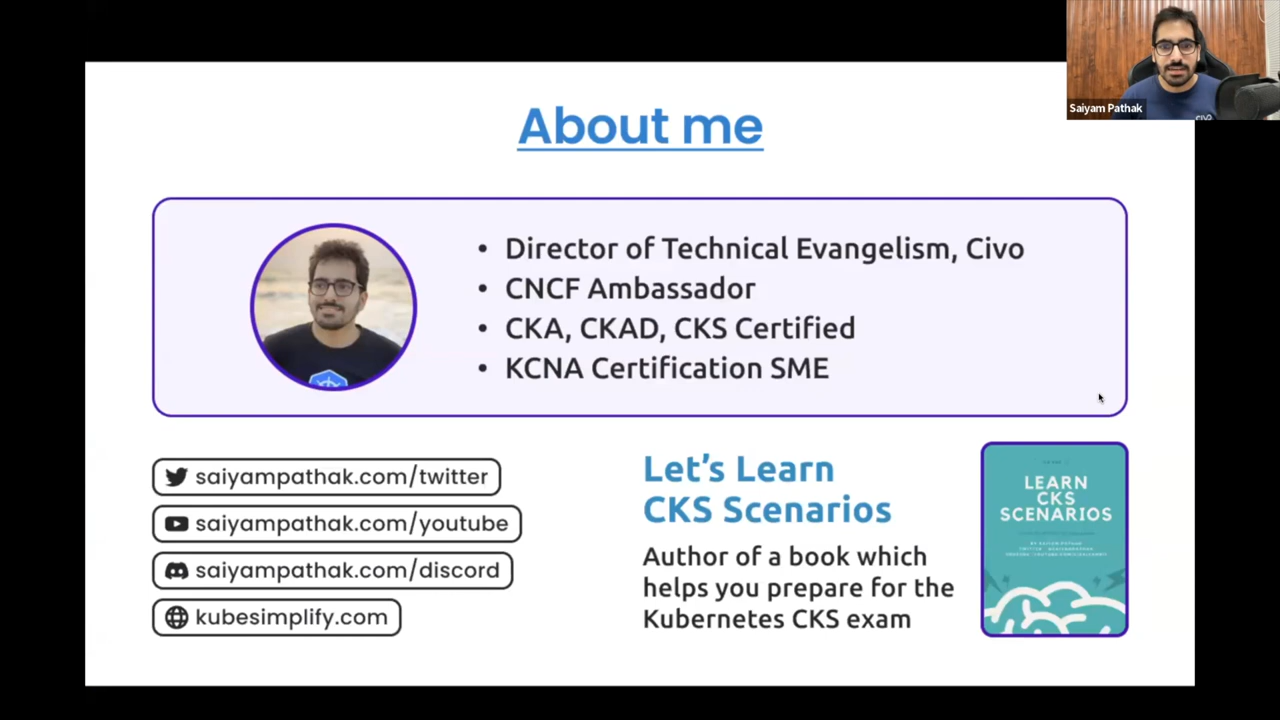 Saiyam Pathak
About me
• Director of Technical Evangelism, Civo
• CNCF Ambassador
• CKA, CKAD, CKS Certified
• KCNA Certification SME
saiyampathak.com/twitter
saiyampathak.com/youtube
saiyampathak.com/discord
kubesimplify.com
Let’s Learn
CKS Scenarios
Author of a book which
helps you prepare for the
Kubernetes CKS exam
LEARN
CKS
SCENARIOS